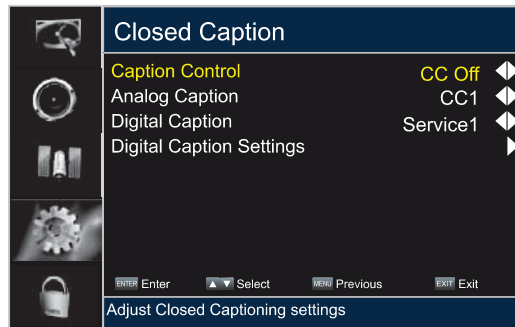 Closed Caption
Caption Control CC Off
Analog Caption CC1
Digital Caption Service1
Digital Caption Settings
ENTER Enter Select MENU Previous EXIT Exit
Adjust Closed Captioning settings